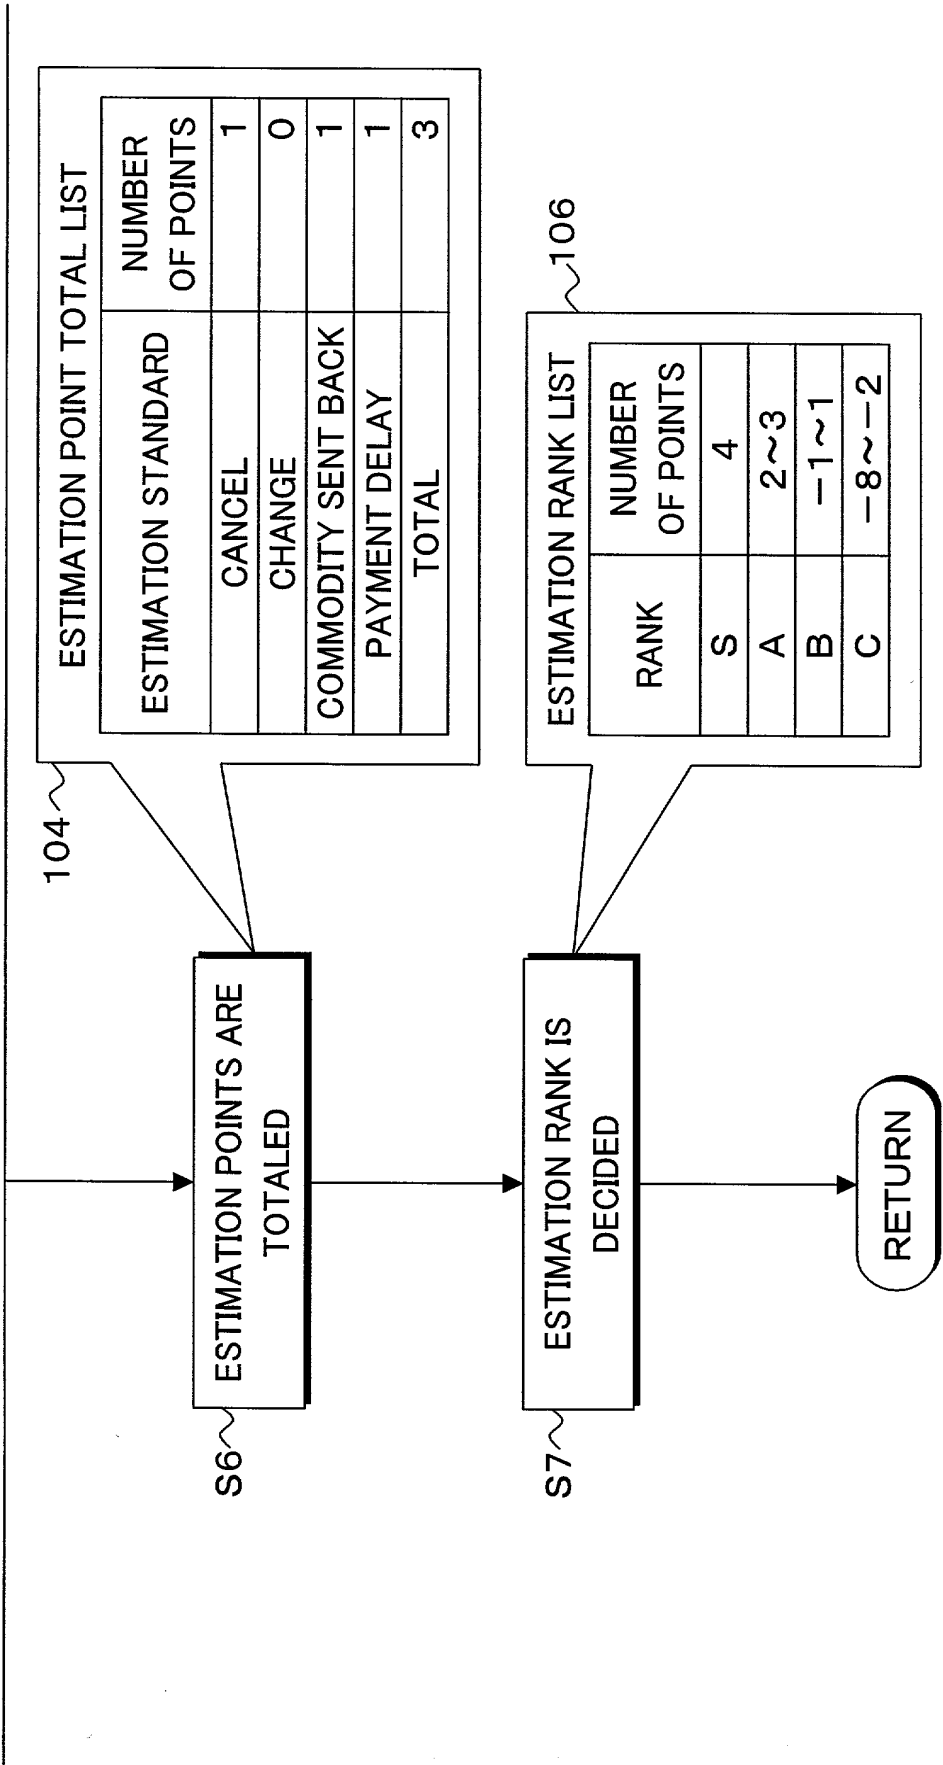 104
ESTIMATION POINT TOTAL LIST
ESTIMATION STANDARD
NUMBER
OF POINTS
CANCEL 1
CHANGE 0
COMMODITY SENT BACK 1
PAYMENT DELAY 1
TOTAL 3
S6
ESTIMATION POINTS ARE
TOTALED
106
ESTIMATION RANK LIST
RANK
NUMBER
OF POINTS
S 4
A 2~3
B -1~1
C -8~-2
S7
ESTIMATION RANK IS
DECIDED
RETURN